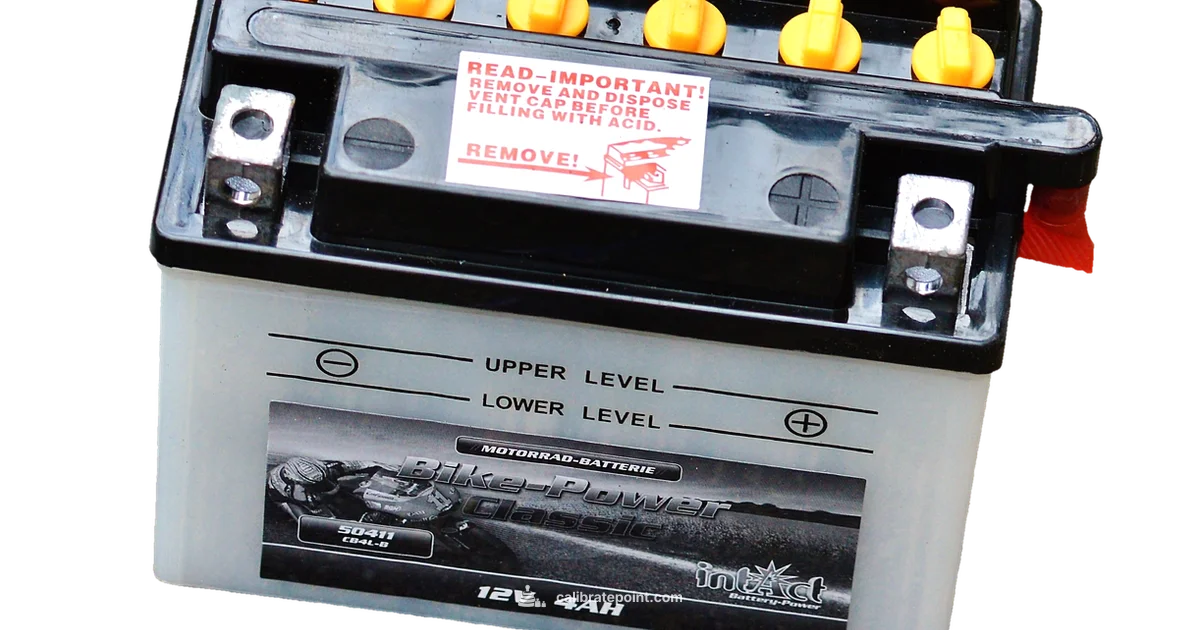 READ-IMPORTANT!
REMOVE AND DISPOSE
VENT CAP BEFORE
FILLING WITH ACID.
REMOVE!
UPPER LEVEL
LOWER LEVEL
MOTORRAD-BATTERIE
Bike-Power
Classic
50411
CB4L-B
intAct
Battery-Power
12V 4AH
calibratepoint.com